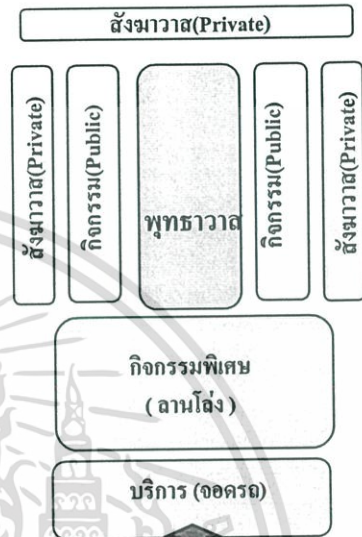 สังฆาวาส(Private)
สังฆาวาส(Private)
กิจกรรม(Public)
พุทธาวาส
กิจกรรม(Public)
สังฆาวาส(Private)
กิจกรรมพิเศษ
( ลานโล่ง )
บริการ (จอดรถ)